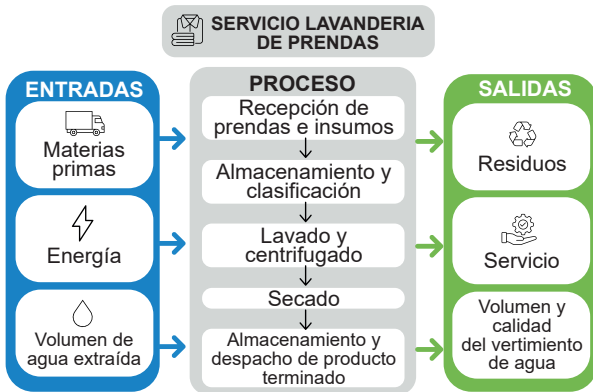 SERVICIO LAVANDERIA
DE PRENDAS
ENTRADAS
Materias
primas
Energía
Volumen de
agua extraída
PROCESO
Recepción de
prendas e insumos
Almacenamiento y
clasificación
Lavado y
centrifugado
Secado
Almacenamiento y
despacho de producto
terminado
SALIDAS
Residuos
Servicio
Volumen y
calidad
del vertimiento
de agua